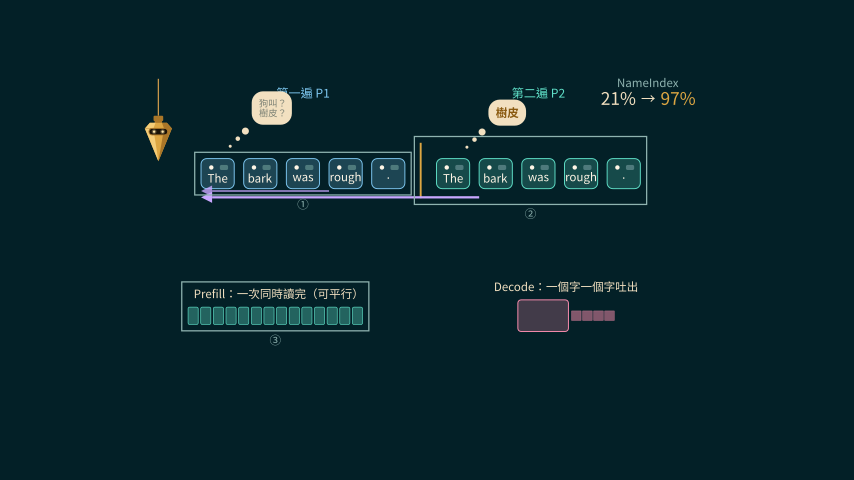 第一遍 P1
狗叫？
樹皮？
The bark was rough .
①
第二遍 P2
樹皮
The bark was rough .
②
NameIndex
21% → 97%
Prefill：一次同時讀完（可平行）
③
Decode：一個字一個字吐出